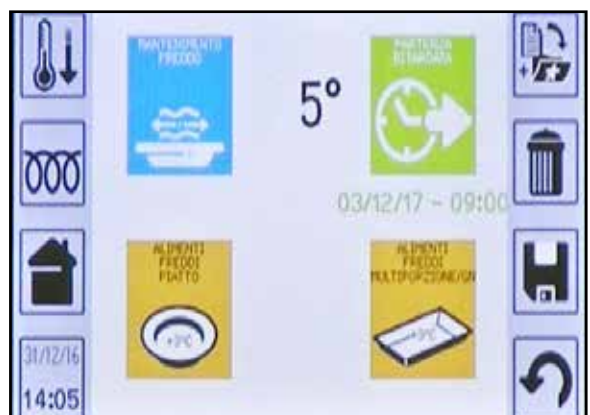 MANTENIMENTO
FREDDO
5°
PARTENZA
RITARDATA
03/12/17 - 09:00
ALIMENTI
FREDDI
PIATTO
+3°C
ALIMENTI
FREDDI
MULTIPORZIONE/GN
+3°C
31/12/16
14:05